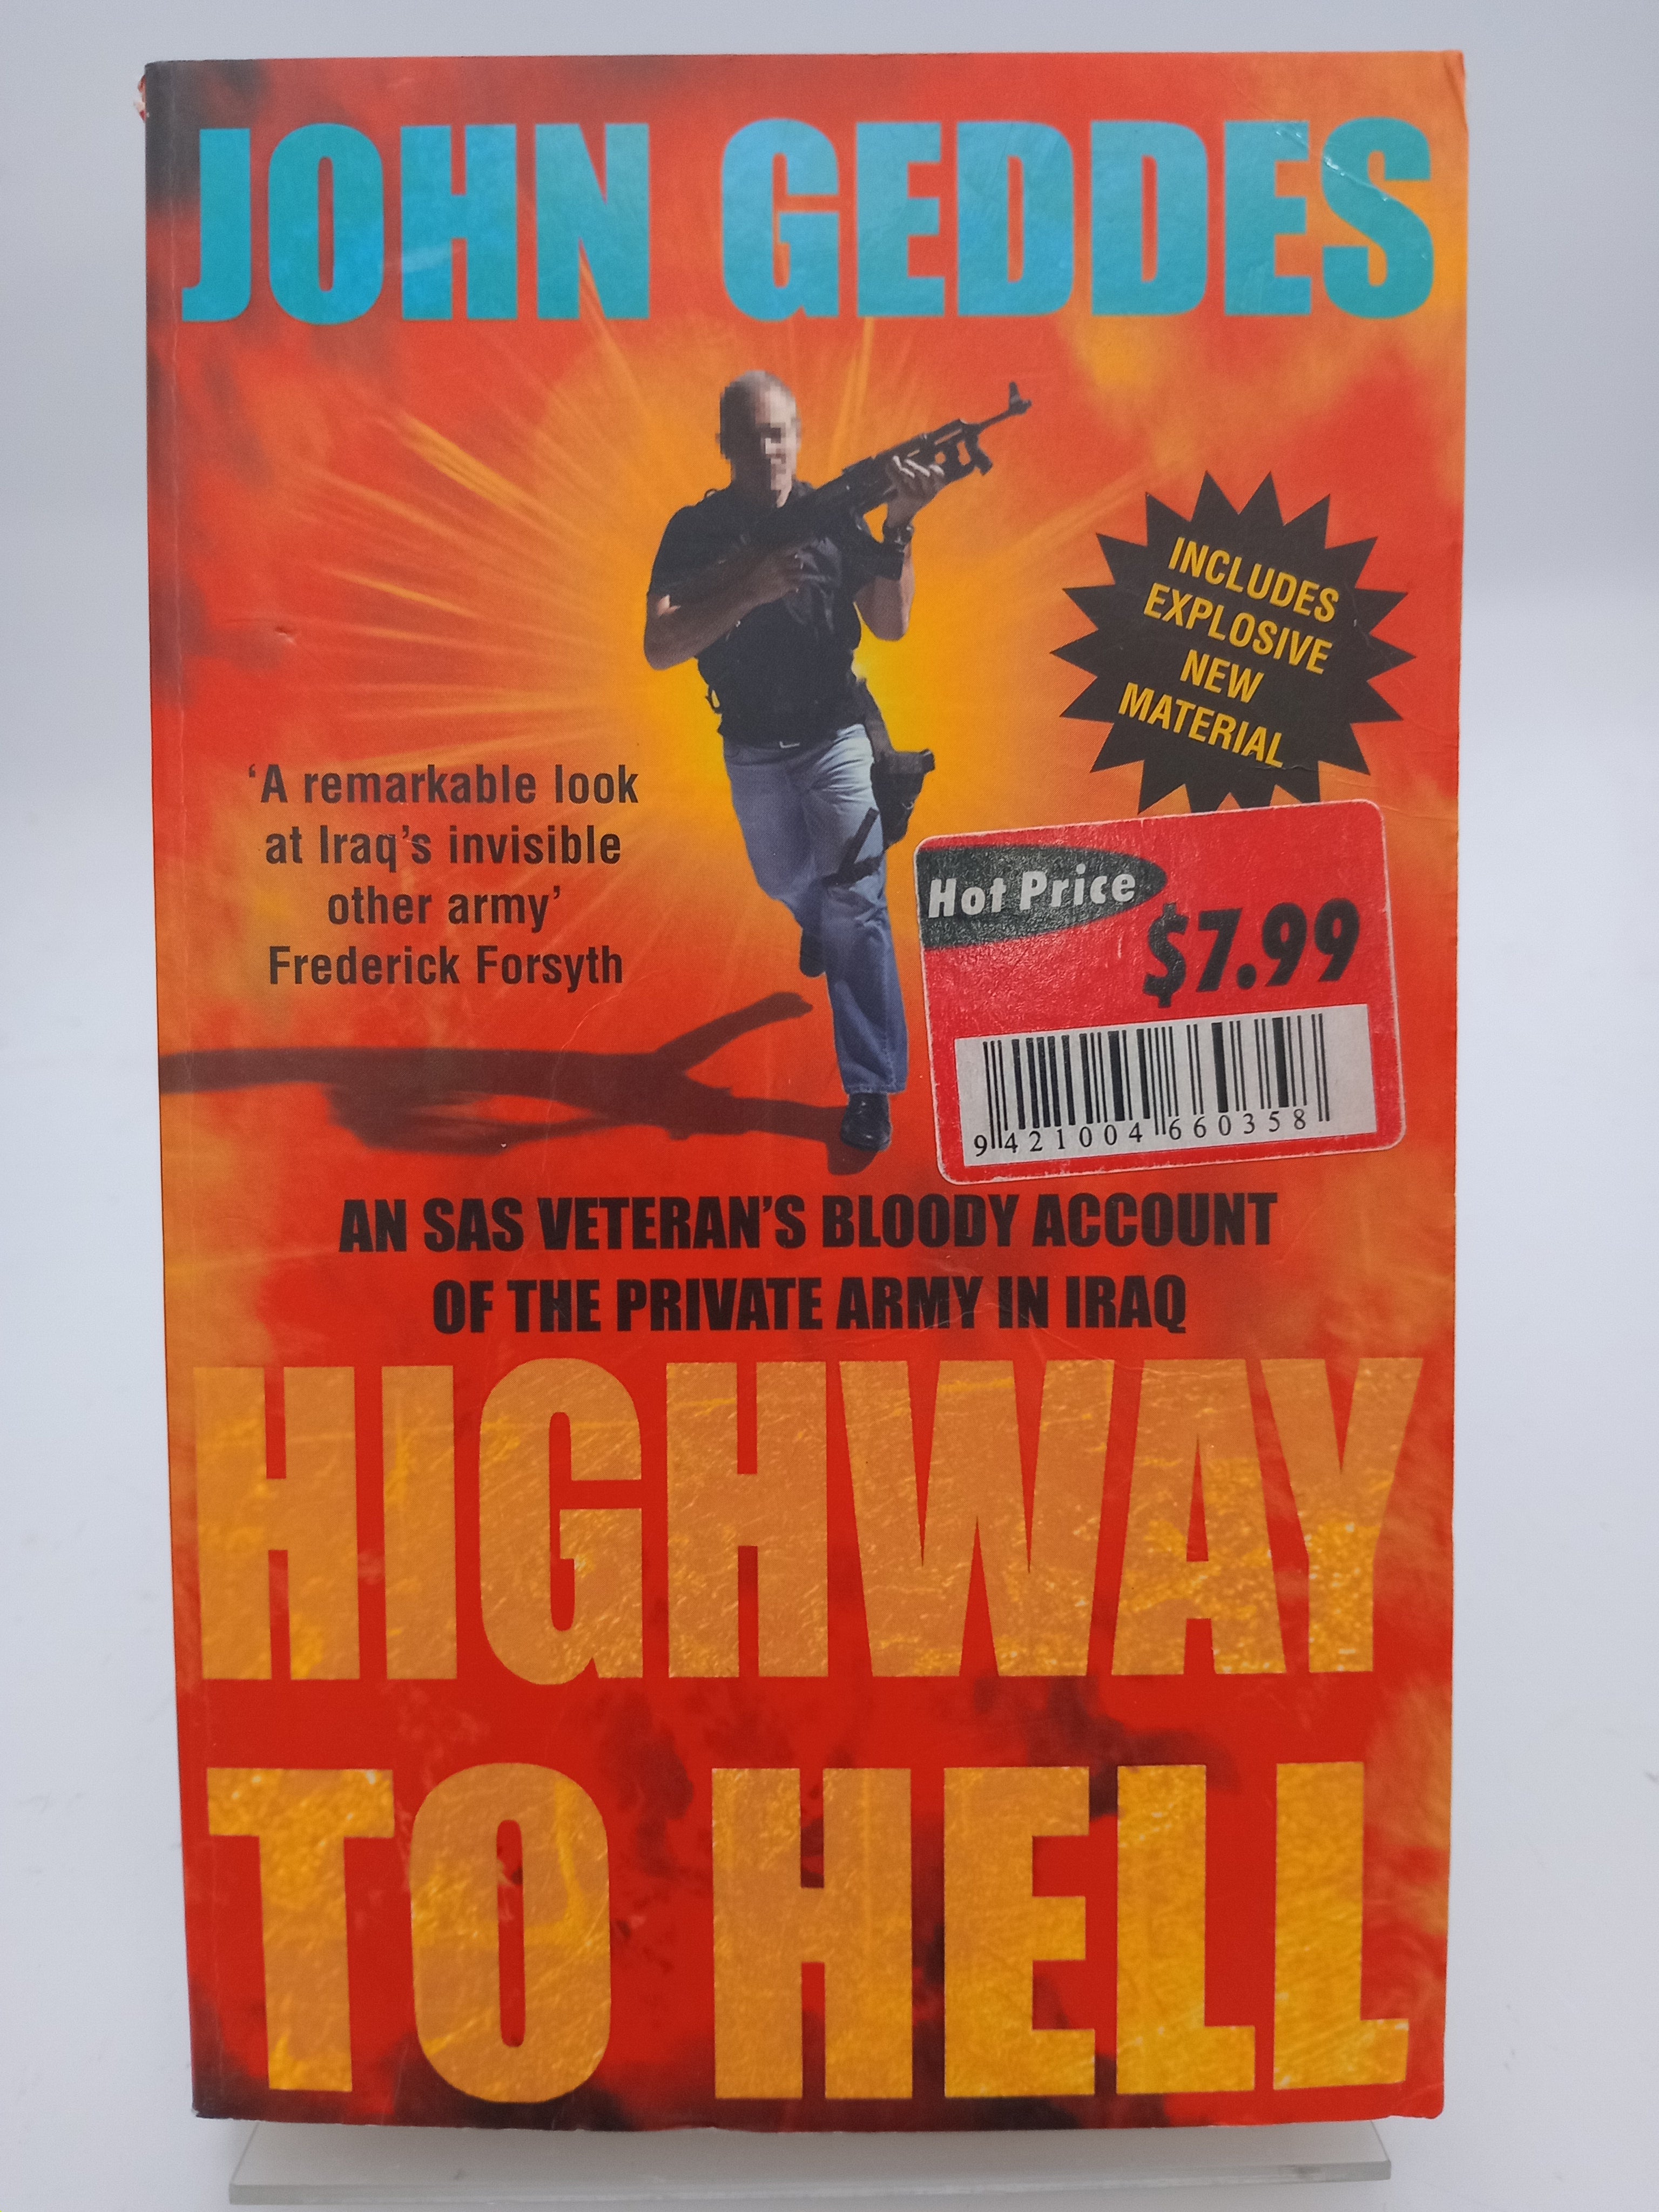 JOHN GEDDES
INCLUDES
EXPLOSIVE
NEW
MATERIAL
‘A remarkable look
at Iraq’s invisible
other army’
Frederick Forsyth
Hot Price
$7.99
9 421004 660358
AN SAS VETERAN’S BLOODY ACCOUNT
OF THE PRIVATE ARMY IN IRAQ
HIGHWAY
TO HELL